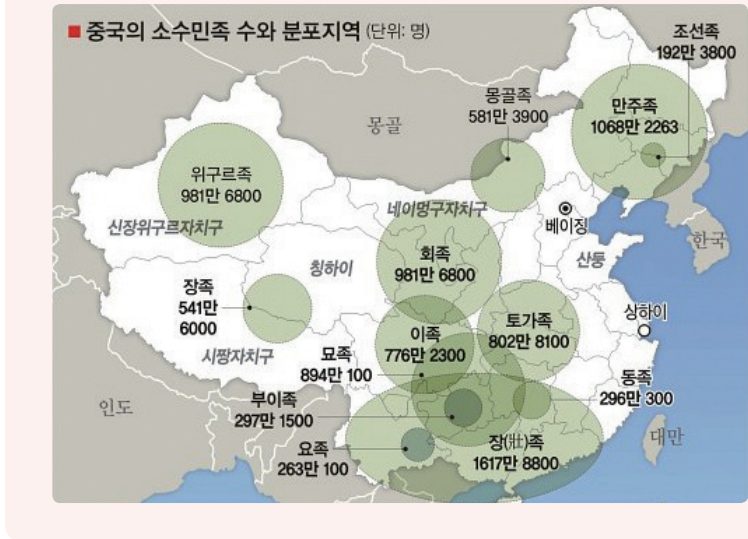 ■ 중국의 소수민족 수와 분포지역 (단위: 명)
조선족
192만 3800
몽골족
581만 3900
만주족
1068만 2263
몽골
위구르족
981만 6800
신장위구르자치구
네이멍구자치구
베이징
한국
회족
981만 6800
칭하이
산둥
장족
541만
6000
시짱자치구
이족
776만 2300
토가족
802만 8100
상하이
묘족
894만 100
동족
296만 300
부이족
297만 1500
인도
대만
요족
263만 100
장(壯)족
1617만 8800